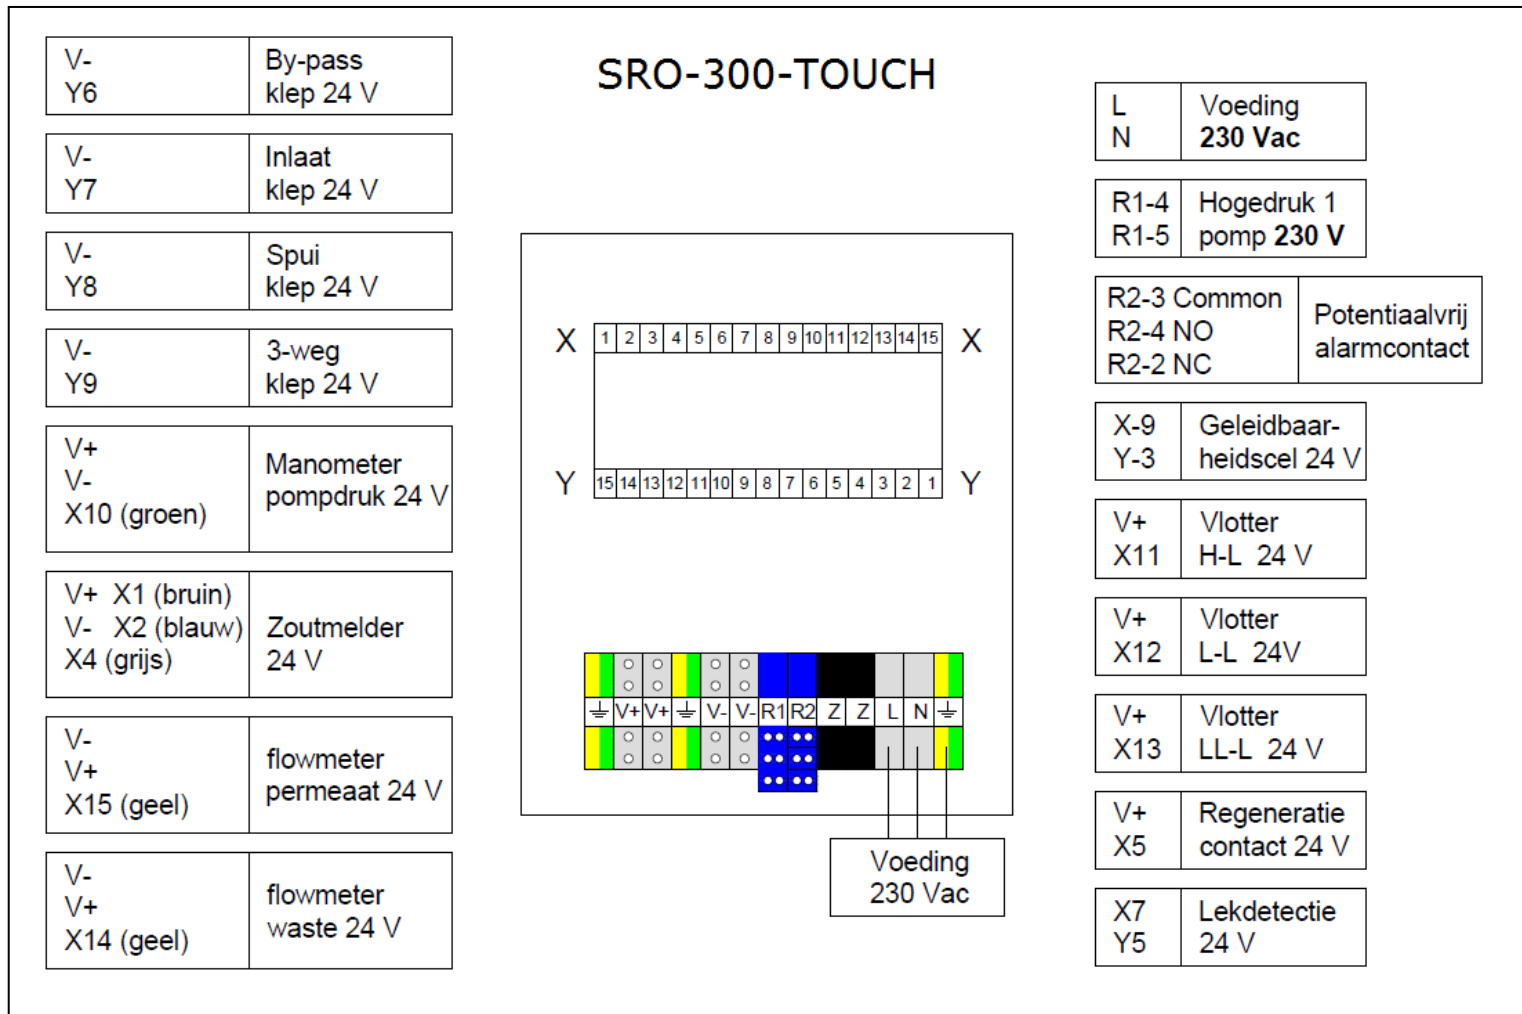 SRO-300-TOUCH
V- By-pass
Y6 klep 24 V
V- Inlaat
Y7 klep 24 V
V- Spui
Y8 klep 24 V
V- 3-weg
Y9 klep 24 V
V+
V- Manometer
X10 (groen) pompdruk 24 V
V+ X1 (bruin)
V- X2 (blauw) Zoutmelder
X4 (grijs) 24 V
V-
V+ flowmeter
X15 (geel) permeaat 24 V
V-
V+ flowmeter
X14 (geel) waste 24 V
X 1 2 3 4 5 6 7 8 9 10 11 12 13 14 15 X
Y 15 14 13 12 11 10 9 8 7 6 5 4 3 2 1 Y
V+ V+ V- V- R1 R2 Z Z L N
Voeding
230 Vac
L Voeding
N 230 Vac
R1-4 Hogedruk 1
R1-5 pomp 230 V
R2-3 Common
R2-4 NO
R2-2 NC
Potentiaalvrij
alarmcontact
X-9 Geleidbaar-
Y-3 heidscel 24 V
V+ Vlotter
X11 H-L 24 V
V+ Vlotter
X12 L-L 24V
V+ Vlotter
X13 LL-L 24 V
V+ Regeneratie
X5 contact 24 V
X7 Lekdetectie
Y5 24 V